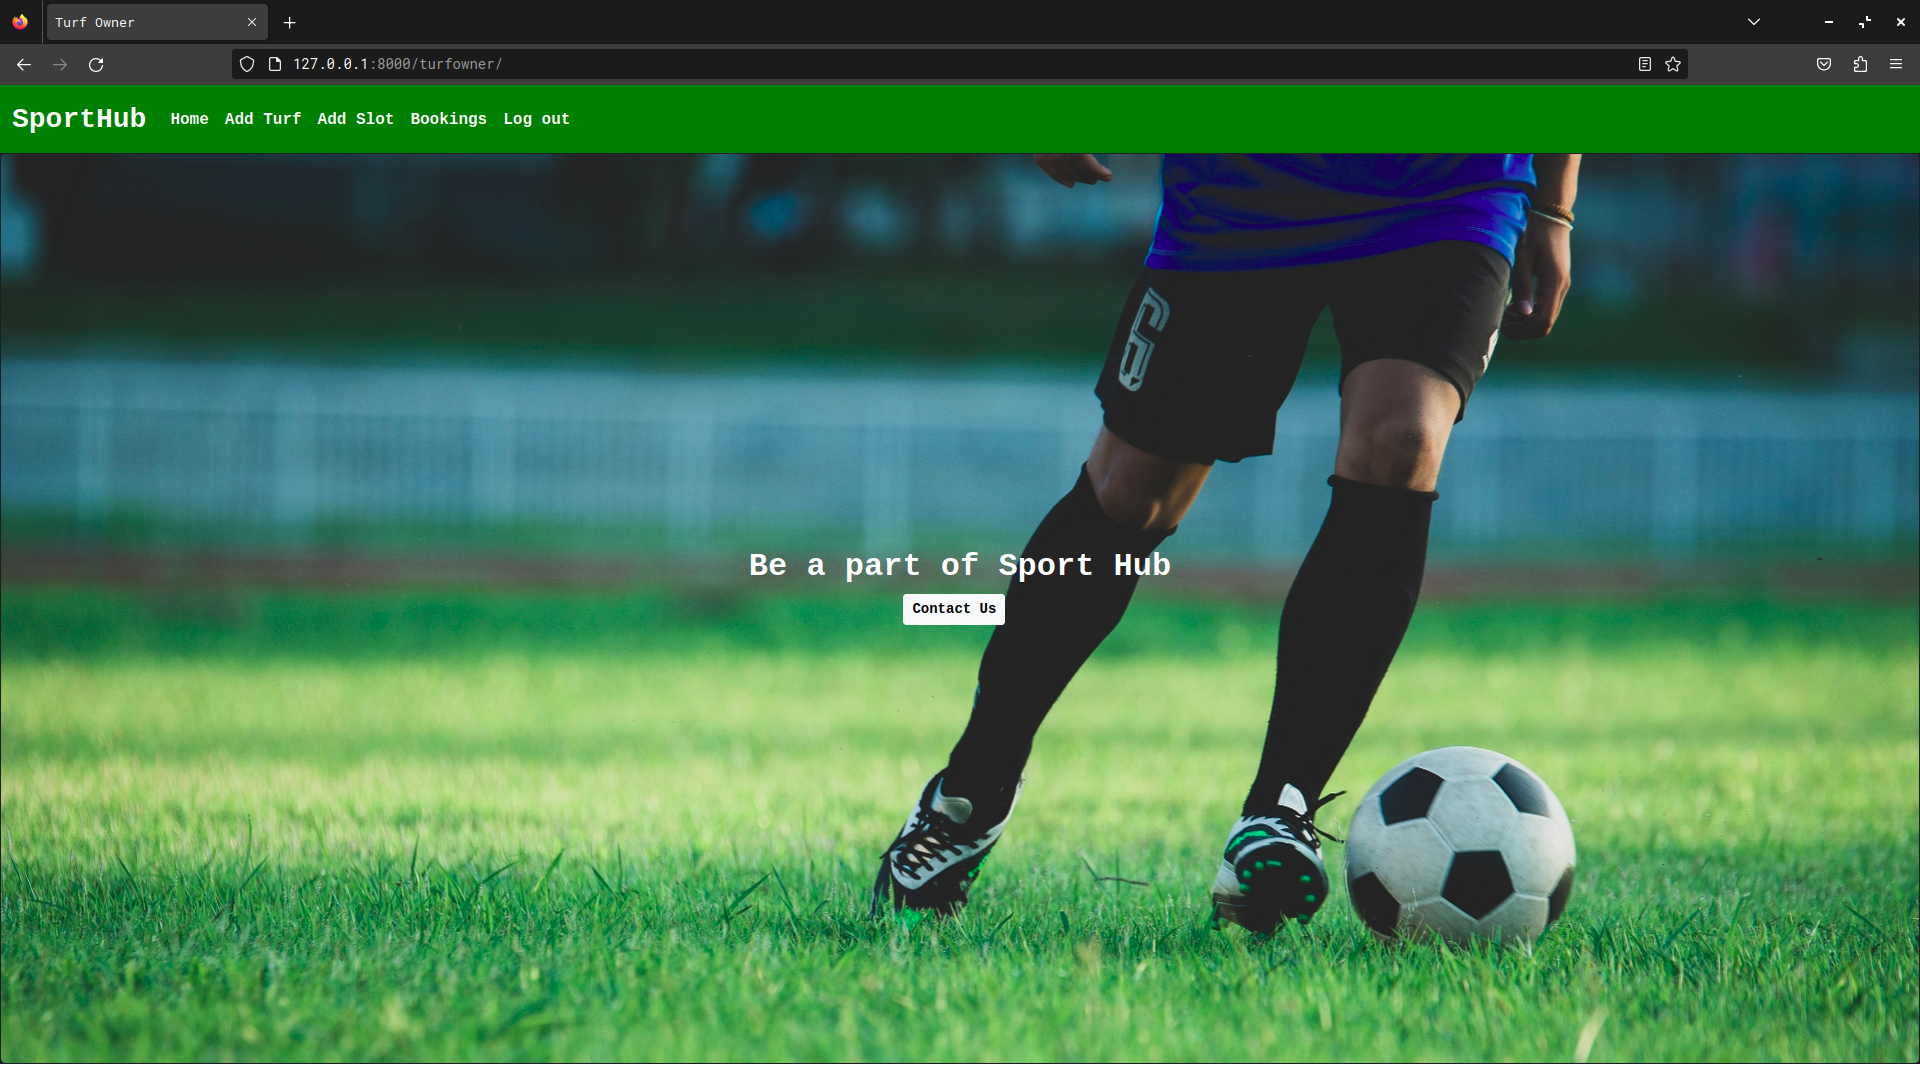 Turf Owner
127.0.0.1:8000/turfowner/
SportHub Home Add Turf Add Slot Bookings Log out
Be a part of Sport Hub
Contact Us